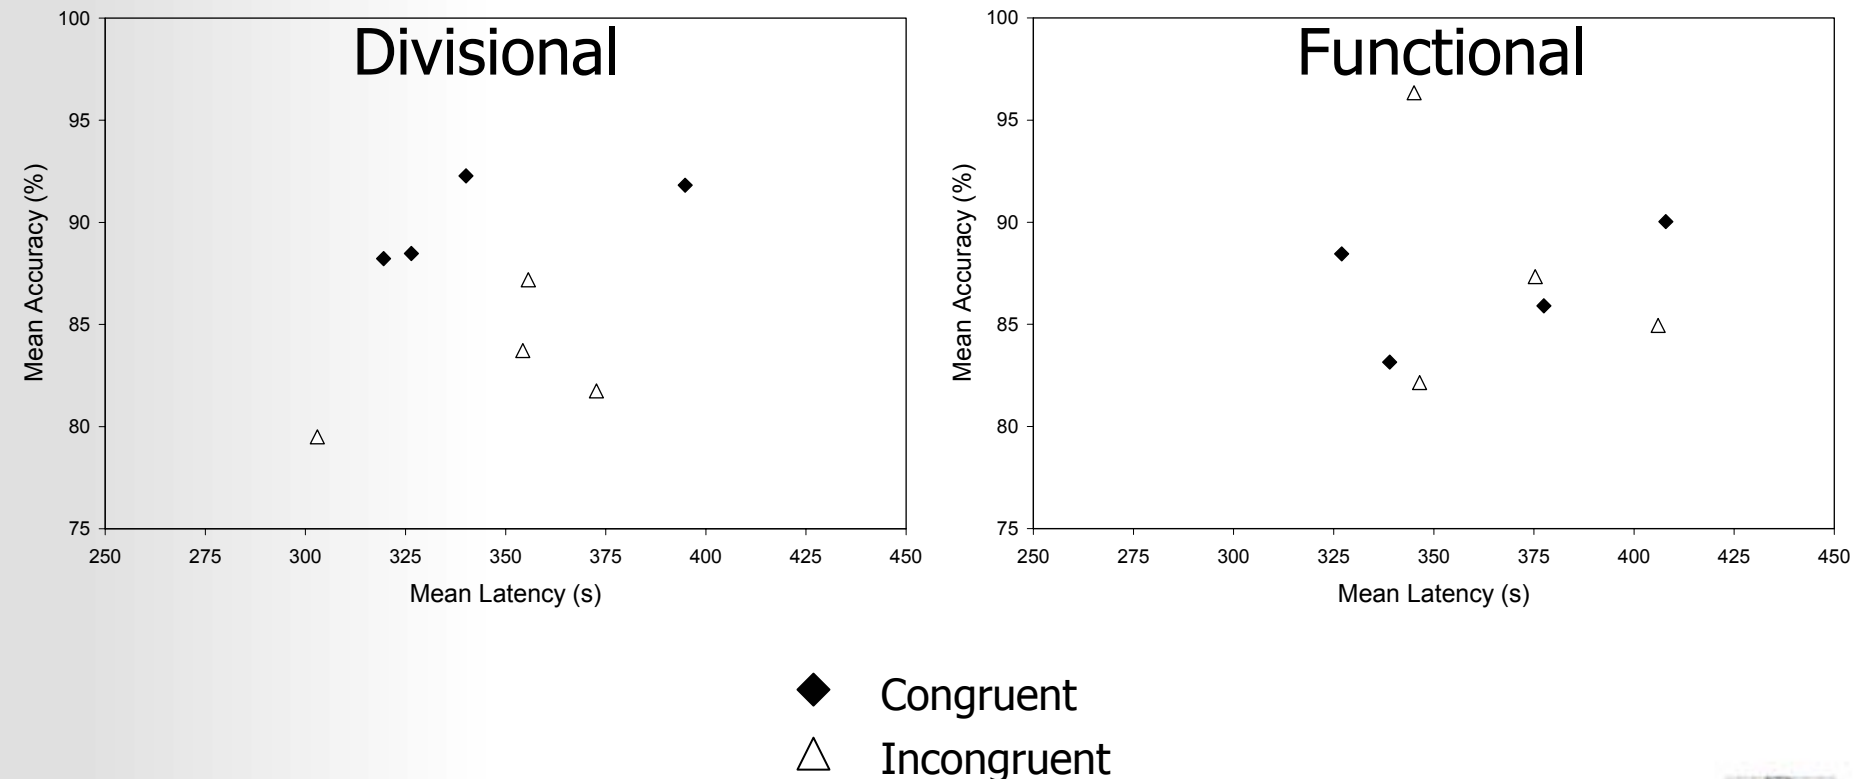 Divisional
100
95
90
85
80
75
250 275 300 325 350 375 400 425 450
Mean Accuracy (%)
Mean Latency (s)
Functional
100
95
90
85
80
75
250 275 300 325 350 375 400 425 450
Mean Accuracy (%)
Mean Latency (s)
Congruent
Incongruent